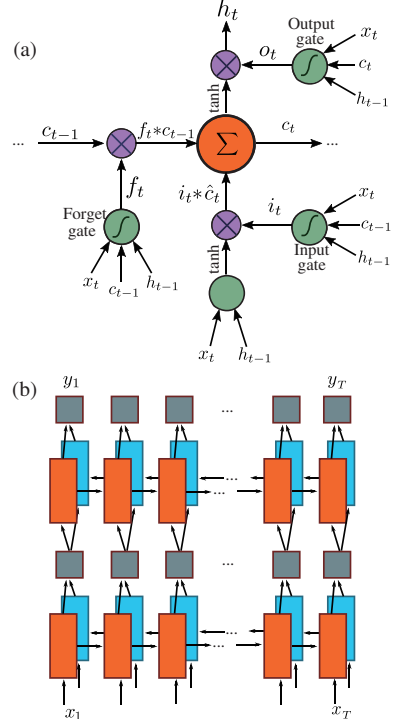 (a)
h_t
Output
gate
x_t
o_t
c_t
h_{t-1}
tanh
... c_{t-1}
f_t*c_{t-1}
Σ
c_t ...
f_t
i_t*ĉ_t
i_t
x_t
c_{t-1}
h_{t-1}
Forget
gate
Input
gate
x_t
c_{t-1}
h_{t-1}
tanh
x_t
h_{t-1}
(b)
y_1
y_T
...
...
...
...
...
...
x_1
x_T